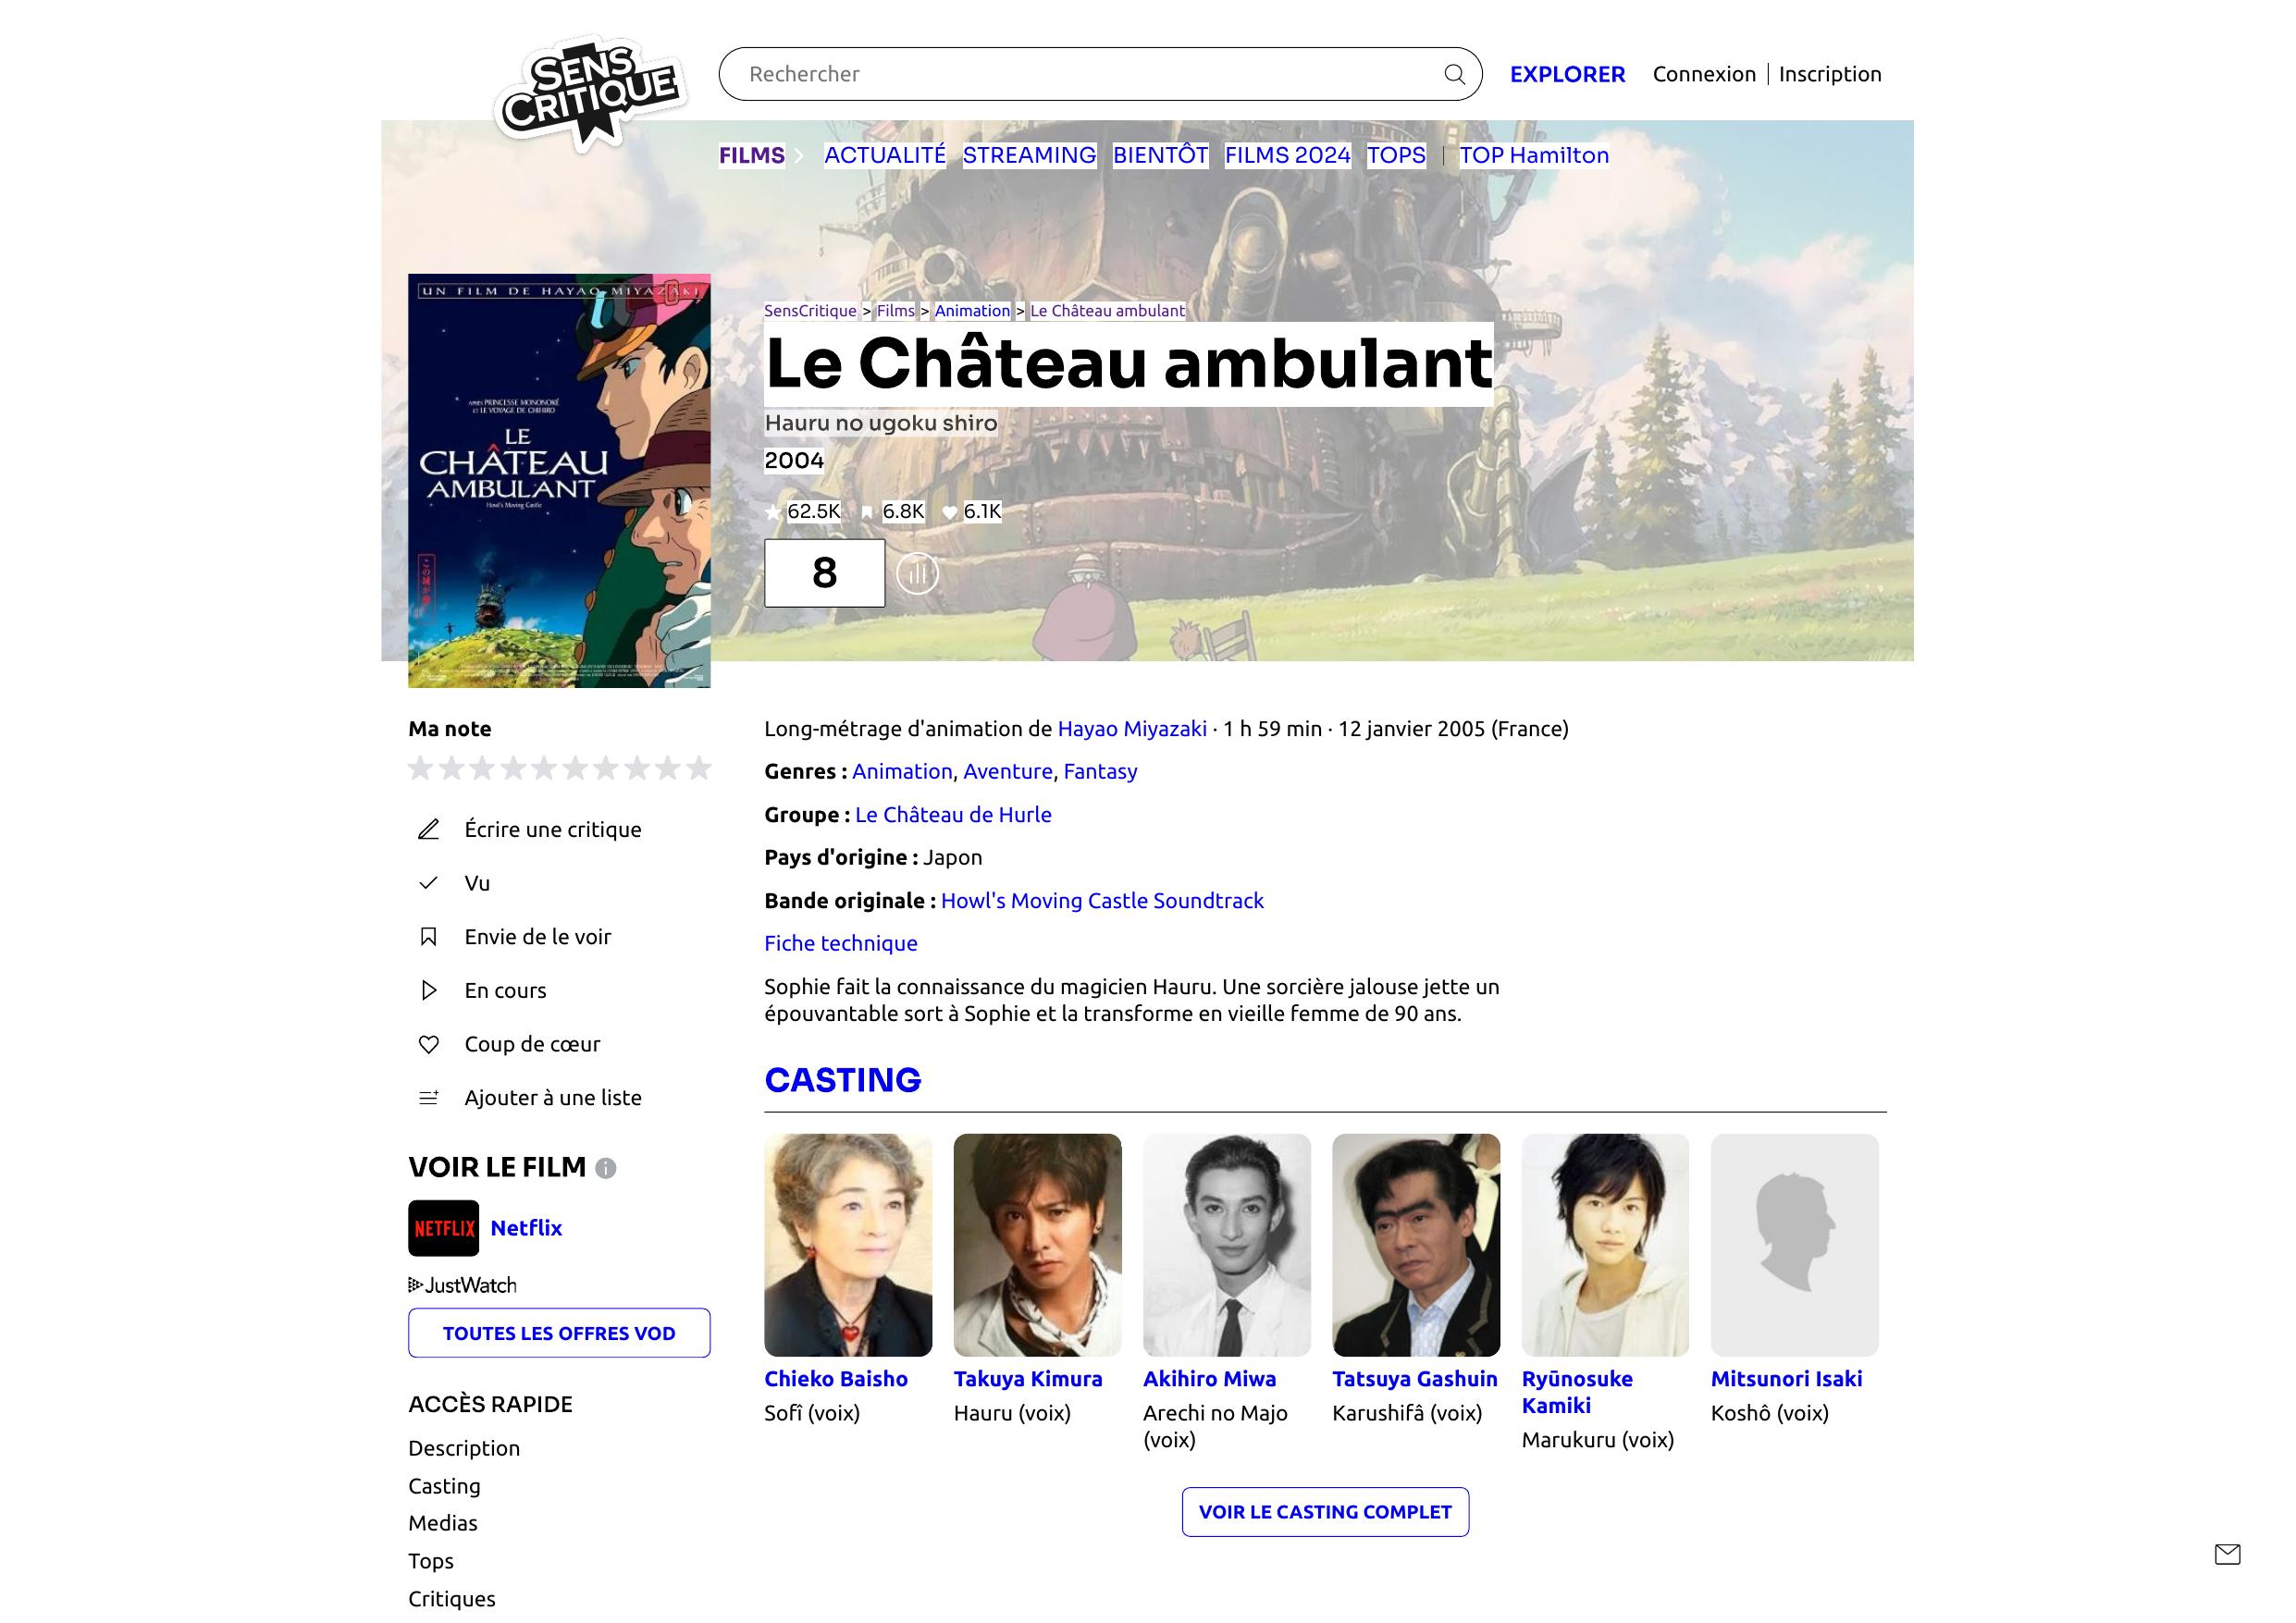 SENS
CRITIQUE
Rechercher
EXPLORER
Connexion | Inscription
FILMS
ACTUALITÉ STREAMING BIENTÔT FILMS 2024 TOPS | TOP Hamilton
UN FILM DE HAYAO MIYAZAKI
APRÈS PRINCESSE MONONOKÉ
ET LE VOYAGE DE CHIHIRO
LE
CHÂTEAU
AMBULANT
Howl's Moving Castle
SensCritique > Films > Animation > Le Château ambulant
Le Château ambulant
Hauru no ugoku shiro
2004
62.5K 6.8K 6.1K
8
Ma note
Écrire une critique
Vu
Envie de le voir
En cours
Coup de cœur
Ajouter à une liste
VOIR LE FILM
NETFLIX Netflix
JustWatch
TOUTES LES OFFRES VOD
ACCÈS RAPIDE
Description
Casting
Medias
Tops
Critiques
Long-métrage d'animation de Hayao Miyazaki · 1 h 59 min · 12 janvier 2005 (France)
Genres : Animation, Aventure, Fantasy
Groupe : Le Château de Hurle
Pays d'origine : Japon
Bande originale : Howl's Moving Castle Soundtrack
Fiche technique
Sophie fait la connaissance du magicien Hauru. Une sorcière jalouse jette un
épouvantable sort à Sophie et la transforme en vieille femme de 90 ans.
CASTING
Chieko Baisho
Sofî (voix)
Takuya Kimura
Hauru (voix)
Akihiro Miwa
Arechi no Majo
(voix)
Tatsuya Gashuin
Karushifâ (voix)
Ryūnosuke
Kamiki
Marukuru (voix)
Mitsunori Isaki
Koshô (voix)
VOIR LE CASTING COMPLET